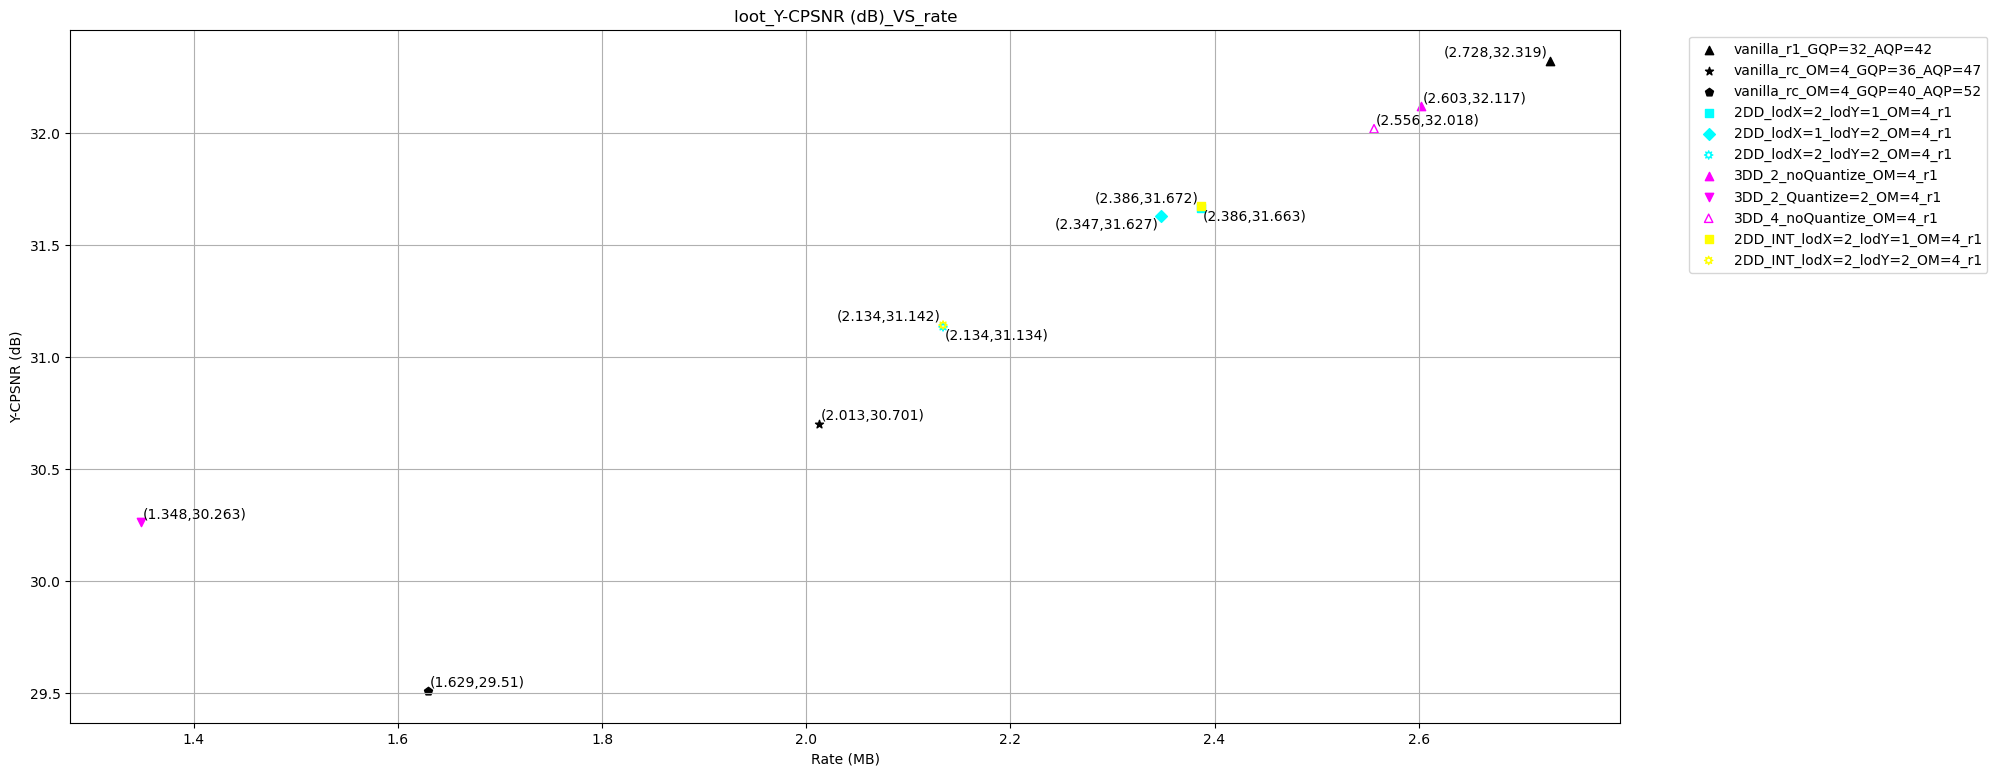 loot_Y-CPSNR (dB)_VS_rate
(2.728,32.319)
(2.603,32.117)
(2.556,32.018)
(2.386,31.672)
(2.386,31.663)
(2.347,31.627)
(2.134,31.142)
(2.134,31.134)
(2.013,30.701)
(1.348,30.263)
(1.629,29.51)
32.0
31.5
31.0
30.5
30.0
29.5
Y-CPSNR (dB)
1.4 1.6 1.8 2.0 2.2 2.4 2.6
Rate (MB)
vanilla_r1_GQP=32_AQP=42
vanilla_rc_OM=4_GQP=36_AQP=47
vanilla_rc_OM=4_GQP=40_AQP=52
2DD_lodX=2_lodY=1_OM=4_r1
2DD_lodX=1_lodY=2_OM=4_r1
2DD_lodX=2_lodY=2_OM=4_r1
3DD_2_noQuantize_OM=4_r1
3DD_2_Quantize=2_OM=4_r1
3DD_4_noQuantize_OM=4_r1
2DD_INT_lodX=2_lodY=1_OM=4_r1
2DD_INT_lodX=2_lodY=2_OM=4_r1